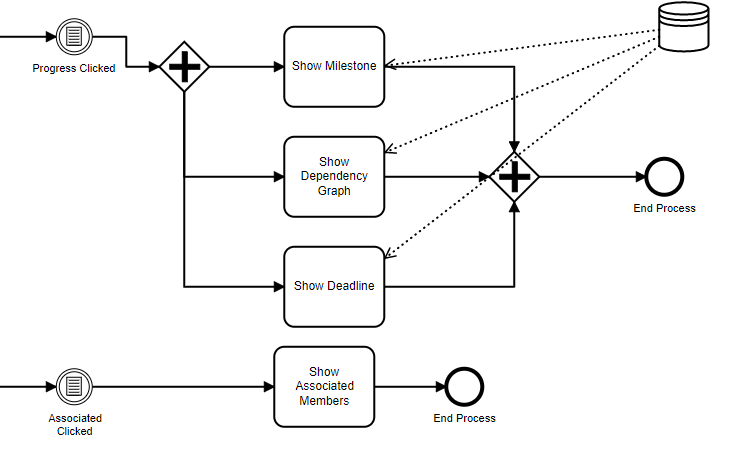 Progress Clicked
Show Milestone
Show
Dependency
Graph
End Process
Show Deadline
Associated
Clicked
Show
Associated
Members
End Process